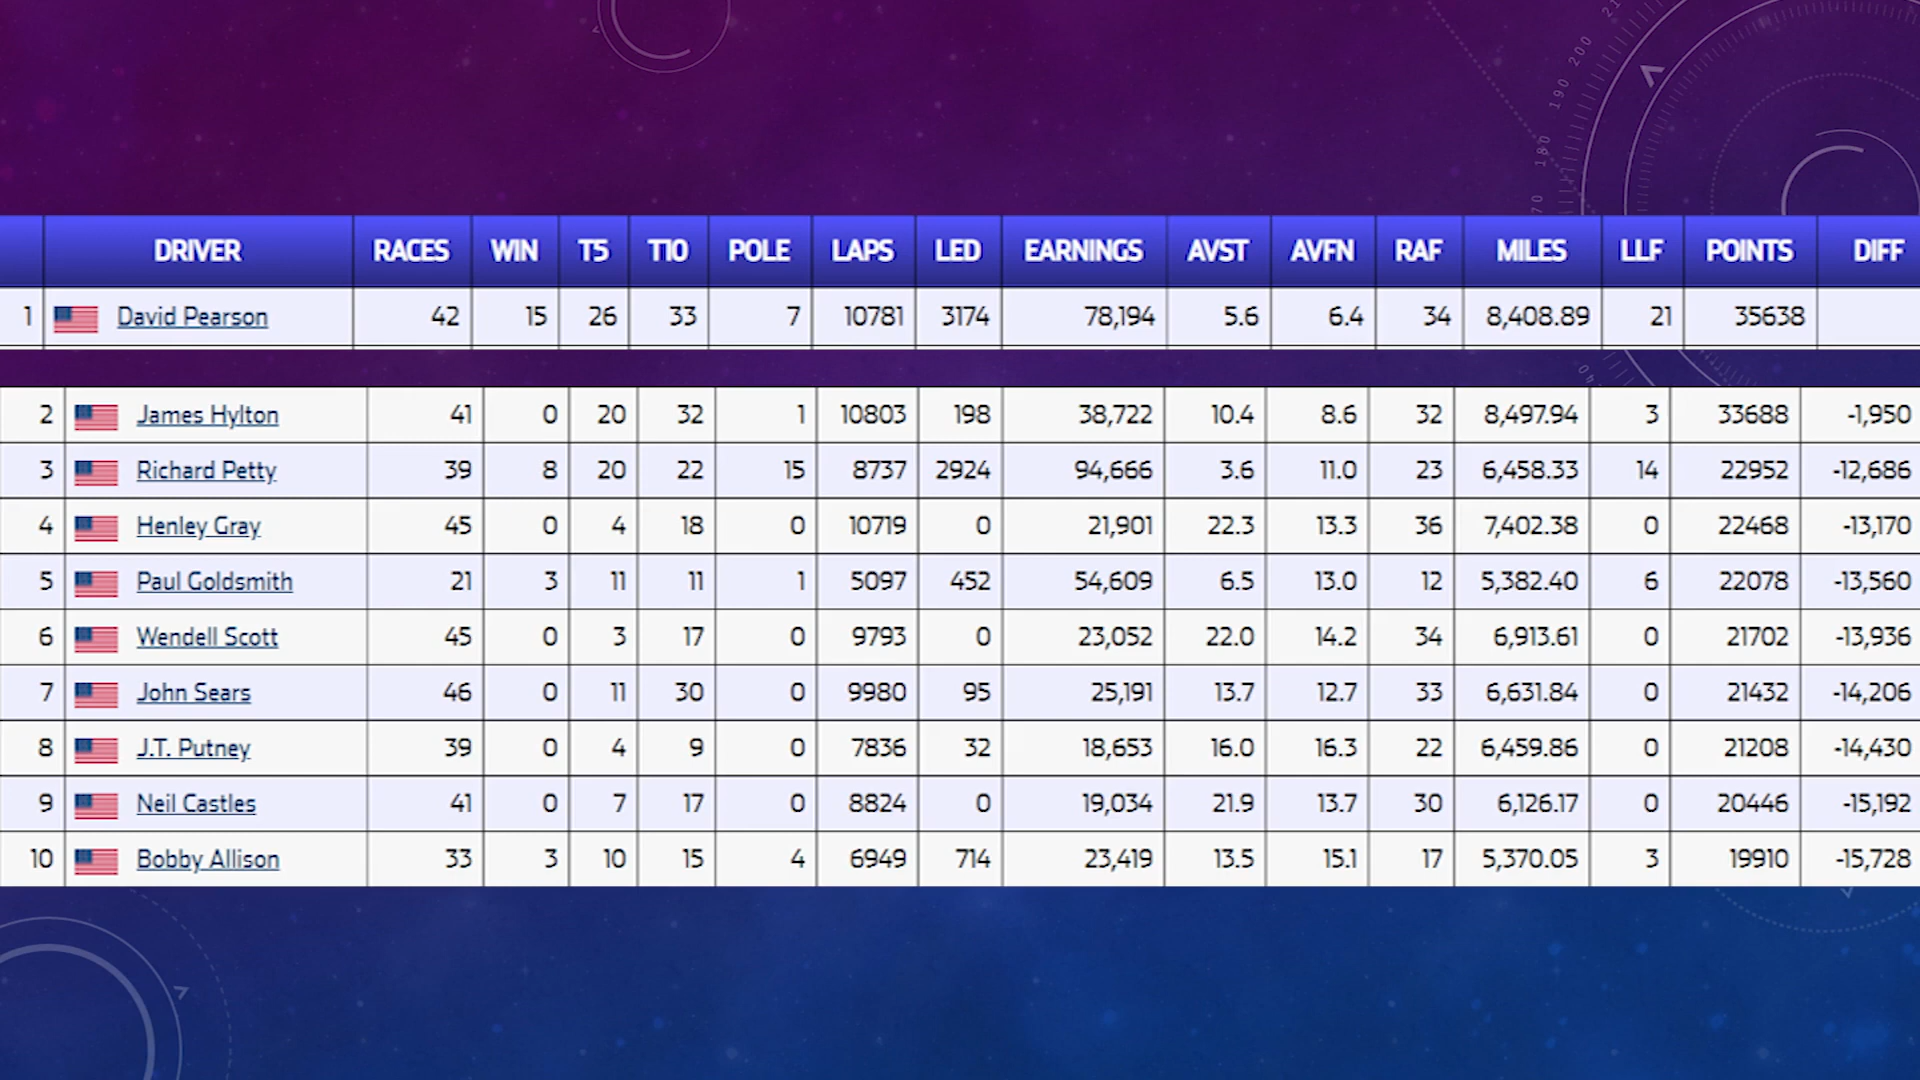 210
200
190
180
170
DRIVER RACES WIN T5 T10 POLE LAPS LED EARNINGS AVST AVFN RAF MILES LLF POINTS DIFF
1 David Pearson 42 15 26 33 7 10781 3174 78,194 5.6 6.4 34 8,408.89 21 35638
40
2 James Hylton 41 0 20 32 1 10803 198 38,722 10.4 8.6 32 8,497.94 3 33688 -1,950
3 Richard Petty 39 8 20 22 15 8737 2924 94,666 3.6 11.0 23 6,458.33 14 22952 -12,686
4 Henley Gray 45 0 4 18 0 10719 0 21,901 22.3 13.3 36 7,402.38 0 22468 -13,170
5 Paul Goldsmith 21 3 11 11 1 5097 452 54,609 6.5 13.0 12 5,382.40 6 22078 -13,560
6 Wendell Scott 45 0 3 17 0 9793 0 23,052 22.0 14.2 34 6,913.61 0 21702 -13,936
7 John Sears 46 0 11 30 0 9980 95 25,191 13.7 12.7 33 6,631.84 0 21432 -14,206
8 J.T. Putney 39 0 4 9 0 7836 32 18,653 16.0 16.3 22 6,459.86 0 21208 -14,430
9 Neil Castles 41 0 7 17 0 8824 0 19,034 21.9 13.7 30 6,126.17 0 20446 -15,192
10 Bobby Allison 33 3 10 15 4 6949 714 23,419 13.5 15.1 17 5,370.05 3 19910 -15,728